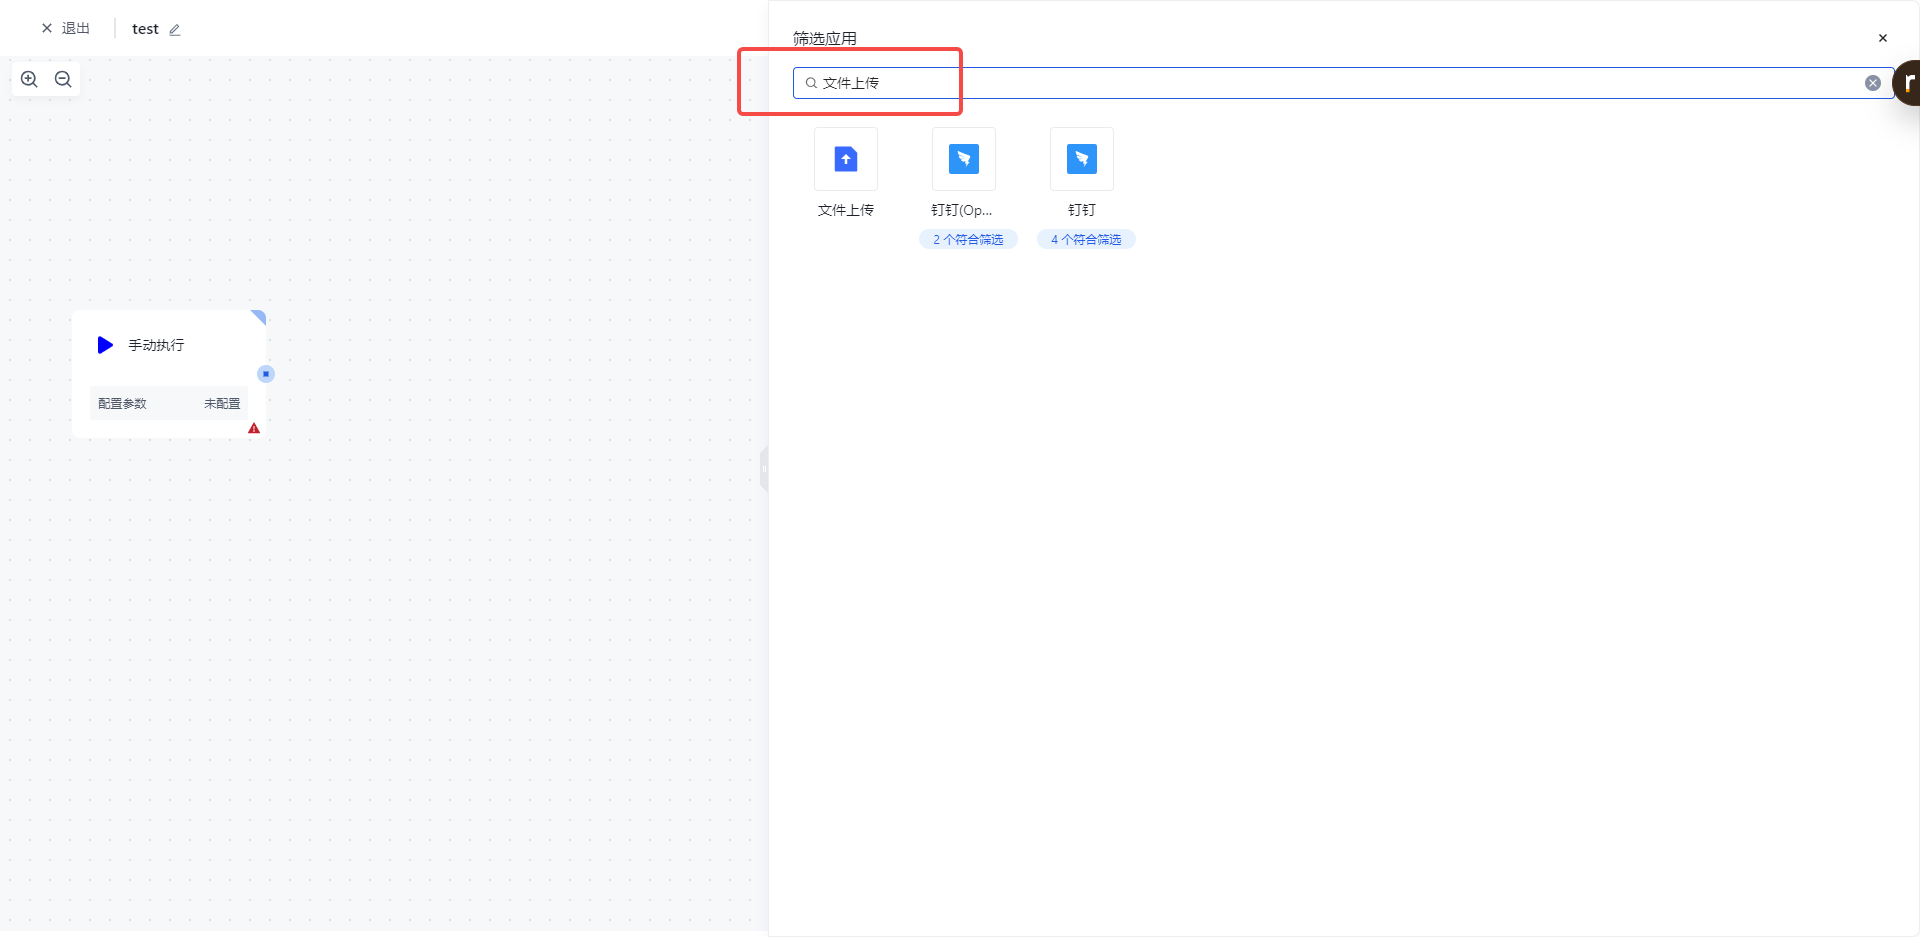 退出
test
筛选应用
文件上传
文件上传
钉钉(Op...
钉钉
2 个符合筛选
4 个符合筛选
手动执行
配置参数
未配置
r